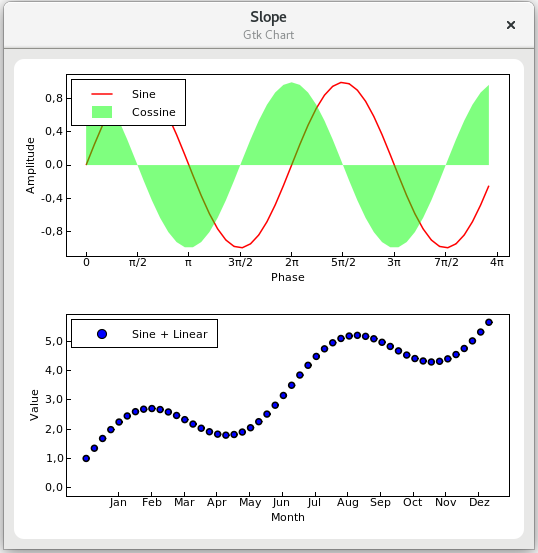 Slope
Gtk Chart
Sine
Cossine
Amplitude
0,8
0,4
0,0
-0,4
-0,8
0 π/2 π 3π/2 2π 5π/2 3π 7π/2 4π
Phase
Sine + Linear
Value
5,0
4,0
3,0
2,0
1,0
0,0
Jan Feb Mar Apr May Jun Jul Aug Sep Oct Nov Dez
Month